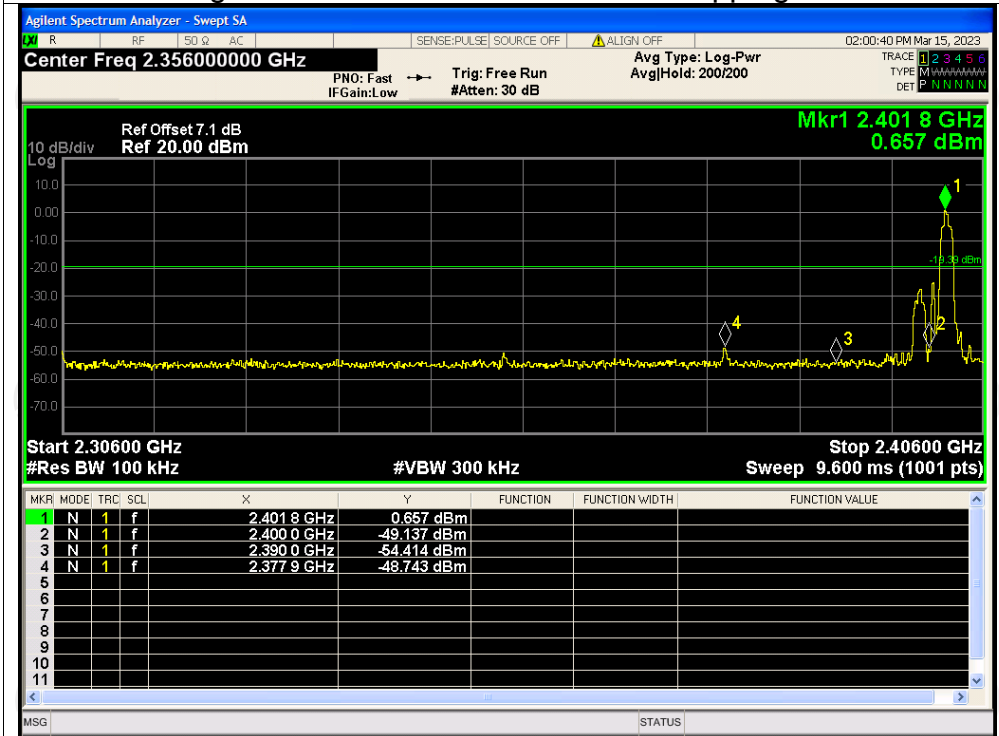 Agilent Spectrum Analyzer - Swept SA
LXI R RF 50 Ω AC SENSE:PULSE SOURCE OFF ALIGN OFF 02:00:40 PM Mar 15, 2023
Center Freq 2.356000000 GHz
PNO: Fast
IFGain:Low
Trig: Free Run
#Atten: 30 dB
Avg Type: Log-Pwr
Avg|Hold: 200/200
TRACE 1 2 3 4 5 6
TYPE M
DET P N N N N N
Mkr1 2.401 8 GHz
0.657 dBm
Ref Offset 7.1 dB
10 dB/div Ref 20.00 dBm
Log
10.0
0.00
-10.0
-20.0
-30.0
-40.0
-50.0
-60.0
-70.0
1
-19.39 dBm
4
3
2
Start 2.30600 GHz Stop 2.40600 GHz
#Res BW 100 kHz #VBW 300 kHz Sweep 9.600 ms (1001 pts)
MKR MODE TRC SCL X Y FUNCTION FUNCTION WIDTH FUNCTION VALUE
1 N 1 f 2.401 8 GHz 0.657 dBm
2 N 1 f 2.400 0 GHz -49.137 dBm
3 N 1 f 2.390 0 GHz -54.414 dBm
4 N 1 f 2.377 9 GHz -48.743 dBm
5
6
7
8
9
10
11
MSG STATUS